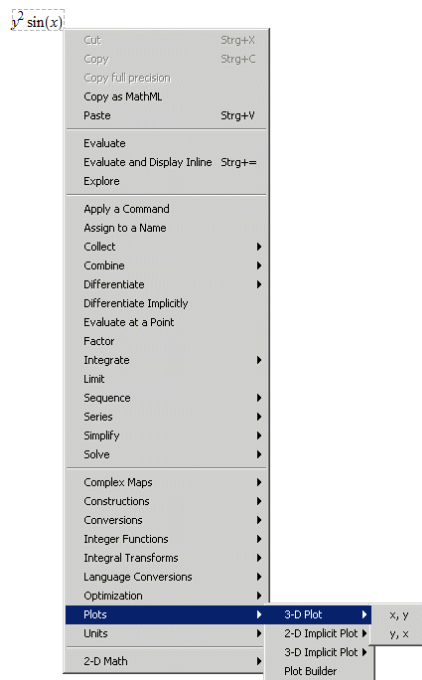 y² sin(x)
Cut Strg+X
Copy Strg+C
Copy full precision
Copy as MathML
Paste Strg+V
Evaluate
Evaluate and Display Inline Strg+=
Explore
Apply a Command
Assign to a Name
Collect
Combine
Differentiate
Differentiate Implicitly
Evaluate at a Point
Factor
Integrate
Limit
Sequence
Series
Simplify
Solve
Complex Maps
Constructions
Conversions
Integer Functions
Integral Transforms
Language Conversions
Optimization
Plots
Units
2-D Math
3-D Plot
2-D Implicit Plot
3-D Implicit Plot
Plot Builder
x, y
y, x